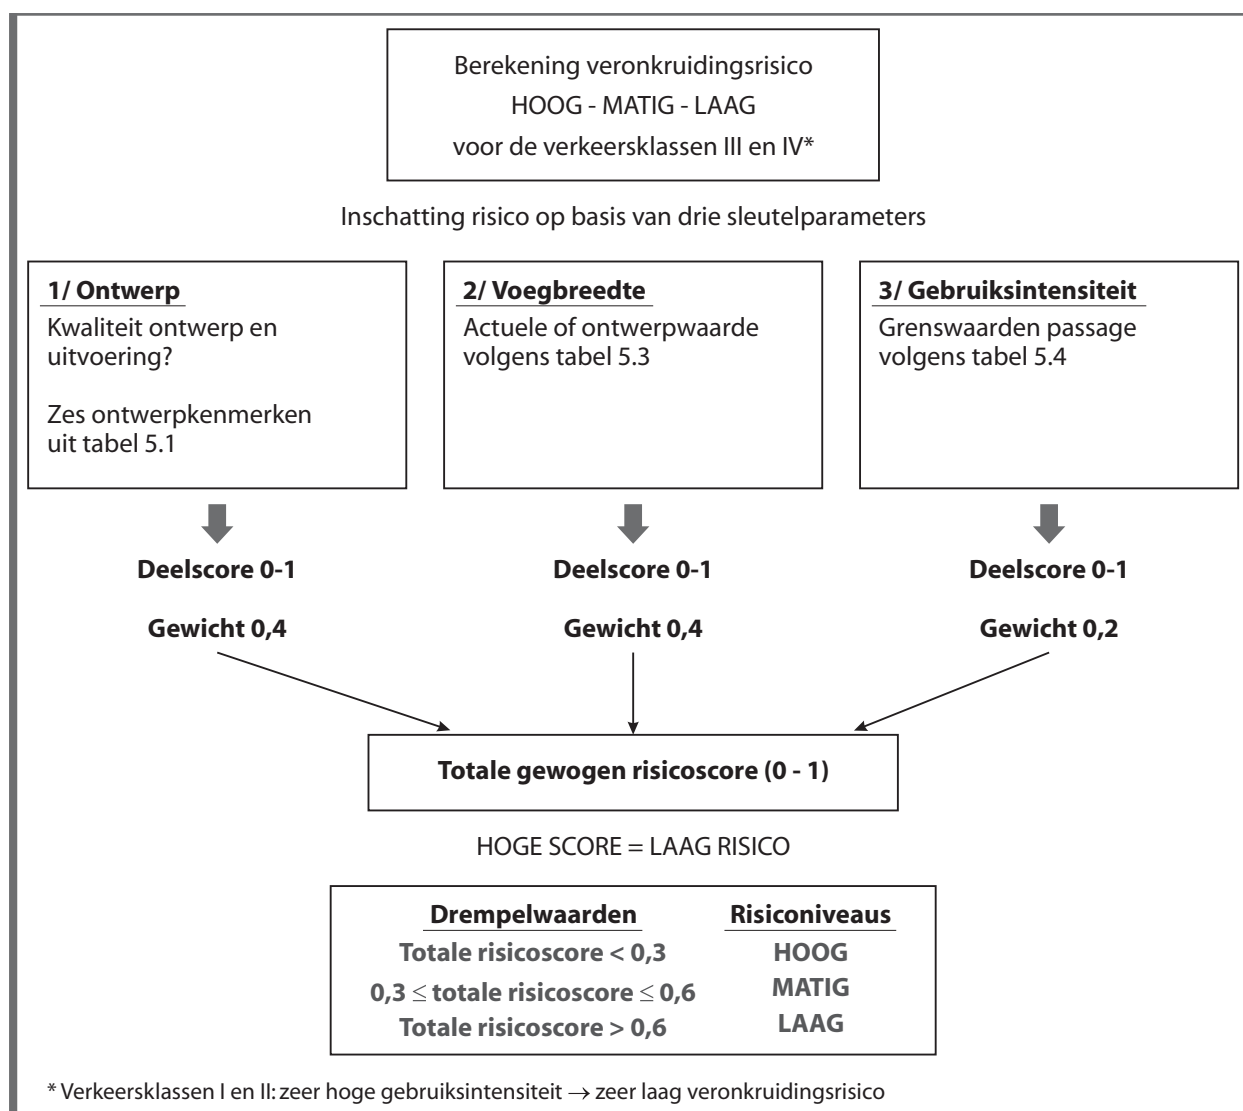 Berekening veronkruidingsrisico
HOOG - MATIG - LAAG
voor de verkeersklassen III en IV*
Inschatting risico op basis van drie sleutelparameters
1/ Ontwerp
Kwaliteit ontwerp en
uitvoering?
Zes ontwerpkenmerken
uit tabel 5.1
2/ Voegbreedte
Actuele of ontwerpwaarde
volgens tabel 5.3
3/ Gebruiksintensiteit
Grenswaarden passage
volgens tabel 5.4
Deelscore 0-1
Deelscore 0-1
Deelscore 0-1
Gewicht 0,4
Gewicht 0,4
Gewicht 0,2
Totale gewogen risicoscore (0 - 1)
HOGE SCORE = LAAG RISICO
Drempelwaarden Risiconiveaus
Totale risicoscore < 0,3 HOOG
0,3 ≤ totale risicoscore ≤ 0,6 MATIG
Totale risicoscore > 0,6 LAAG
* Verkeersklassen I en II: zeer hoge gebruiksintensiteit → zeer laag veronkruidingsrisico